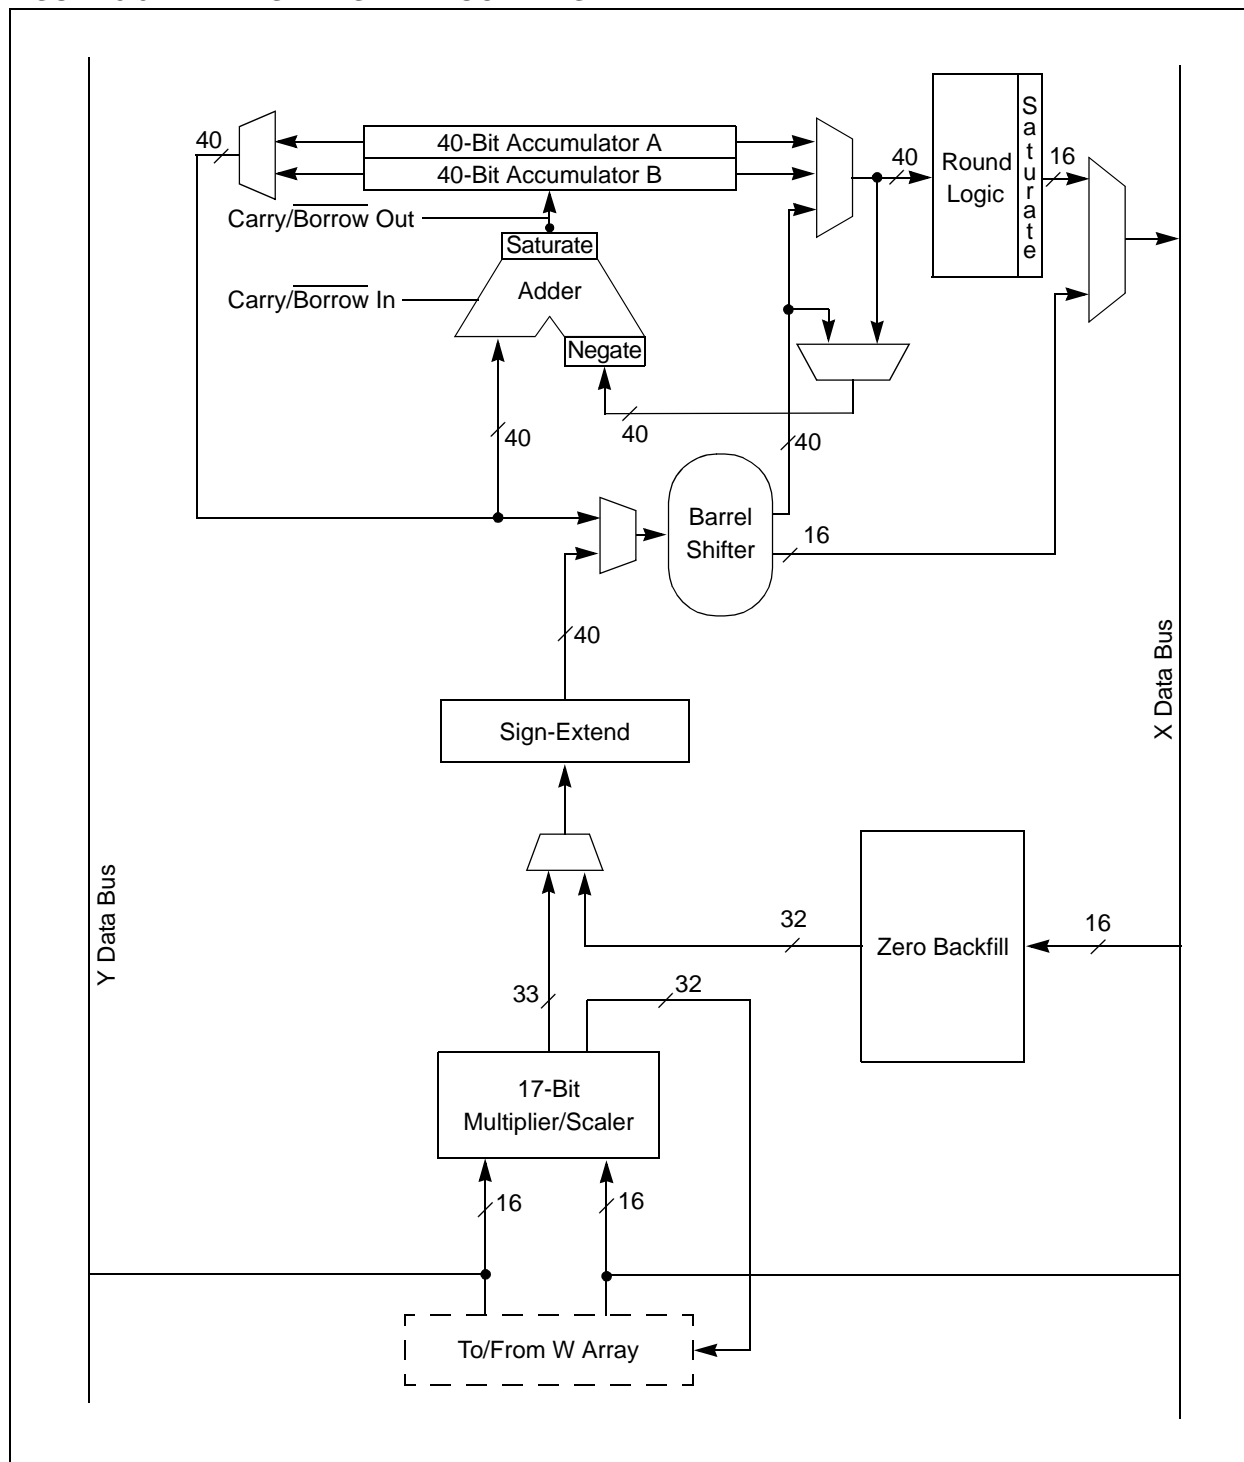 40
40-Bit Accumulator A
40-Bit Accumulator B
Carry/Borrow Out
Saturate
Carry/Borrow In
Adder
Negate
40
Round
Logic
Saturate
16
40
40
40
Barrel
Shifter
16
40
Sign-Extend
X Data Bus
Y Data Bus
32
Zero Backfill
16
33
32
17-Bit
Multiplier/Scaler
16
16
To/From W Array